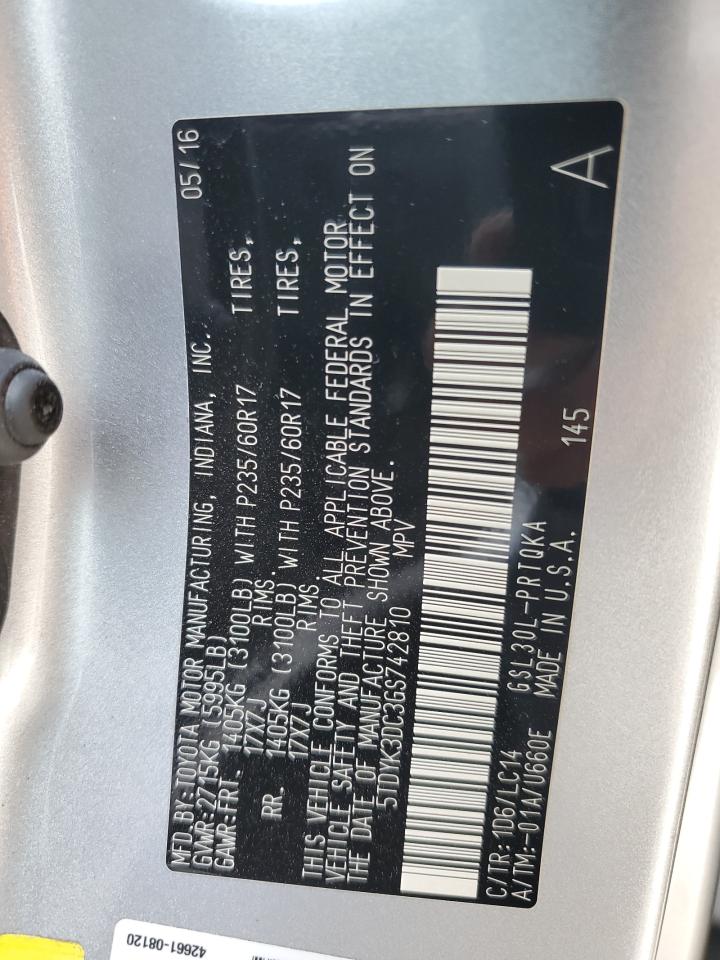 MFD.BY:TOYOTA MOTOR MANUFACTURING, INDIANA, INC. 05/16
GVWR:2715KG (5995LB)
GAWR:FR. 1405KG (3100LB) WITH P235/60R17 TIRES,
17X7J RIMS.
RR. 1405KG (3100LB) WITH P235/60R17 TIRES,
17X7J RIMS.
THIS VEHICLE CONFORMS TO ALL APPLICABLE FEDERAL MOTOR
VEHICLE SAFETY AND THEFT PREVENTION STANDARDS IN EFFECT ON
THE DATE OF MANUFACTURE SHOWN ABOVE.
5TDYK3DC3GS742810 MPV
C/TR:1D6/LC14 GSL30L-PRTQKA 145 A
A/TM:-01A/U660E MADE IN U.S.A.
42661-08120